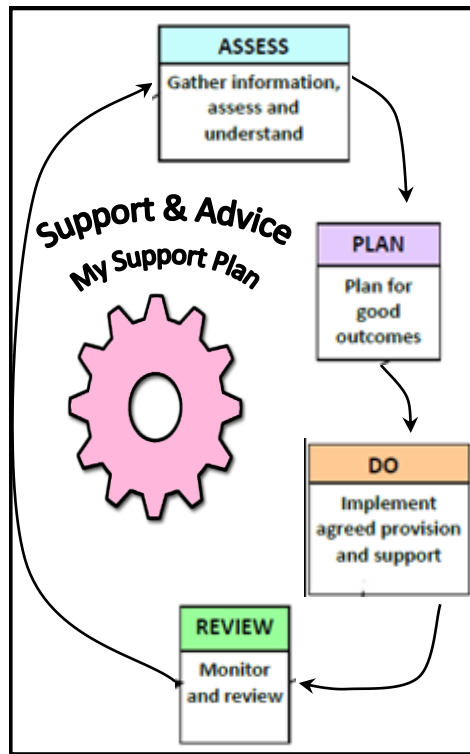 ASSESS
Gather information,
assess and
understand
Support & Advice
My Support Plan
PLAN
Plan for
good
outcomes
DO
Implement
agreed provision
and support
REVIEW
Monitor
and review